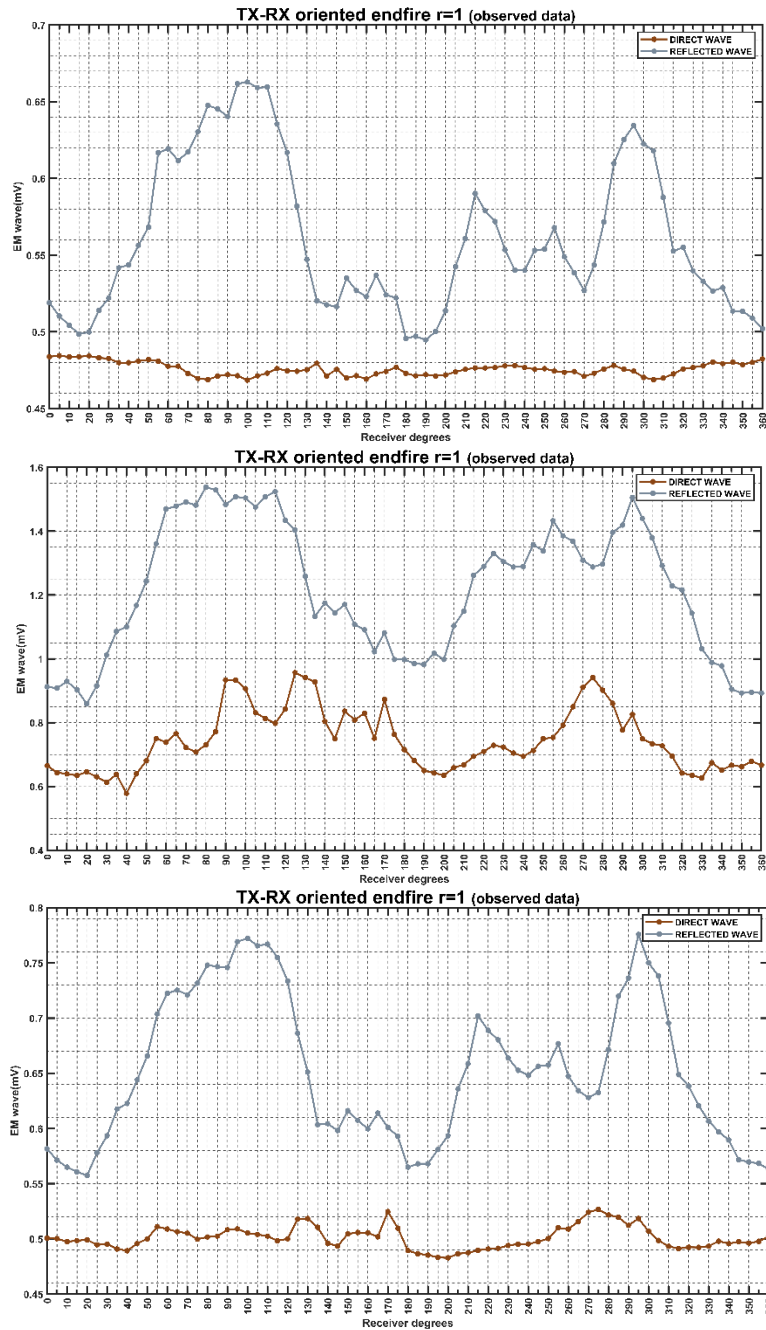 TX-RX oriented endfire r=1 (observed data)
0.7
DIRECT WAVE
REFLECTED WAVE
0.65
0.6
0.55
0.5
0.45
EM wave(mV)
0 10 20 30 40 50 60 70 80 90 100 110 120 130 140 150 160 170 180 190 200 210 220 230 240 250 260 270 280 290 300 310 320 330 340 350 360
Receiver degrees
TX-RX oriented endfire r=1 (observed data)
1.6
DIRECT WAVE
REFLECTED WAVE
1.4
1.2
1
0.8
0.6
0.4
EM wave(mV)
0 10 20 30 40 50 60 70 80 90 100 110 120 130 140 150 160 170 180 190 200 210 220 230 240 250 260 270 280 290 300 310 320 330 340 350 360
Receiver degrees
TX-RX oriented endfire r=1 (observed data)
0.8
DIRECT WAVE
REFLECTED WAVE
0.75
0.7
0.65
0.6
0.55
0.5
0.45
EM wave(mV)
0 10 20 30 40 50 60 70 80 90 100 110 120 130 140 150 160 170 180 190 200 210 220 230 240 250 260 270 280 290 300 310 320 330 340 350
Receiver degrees